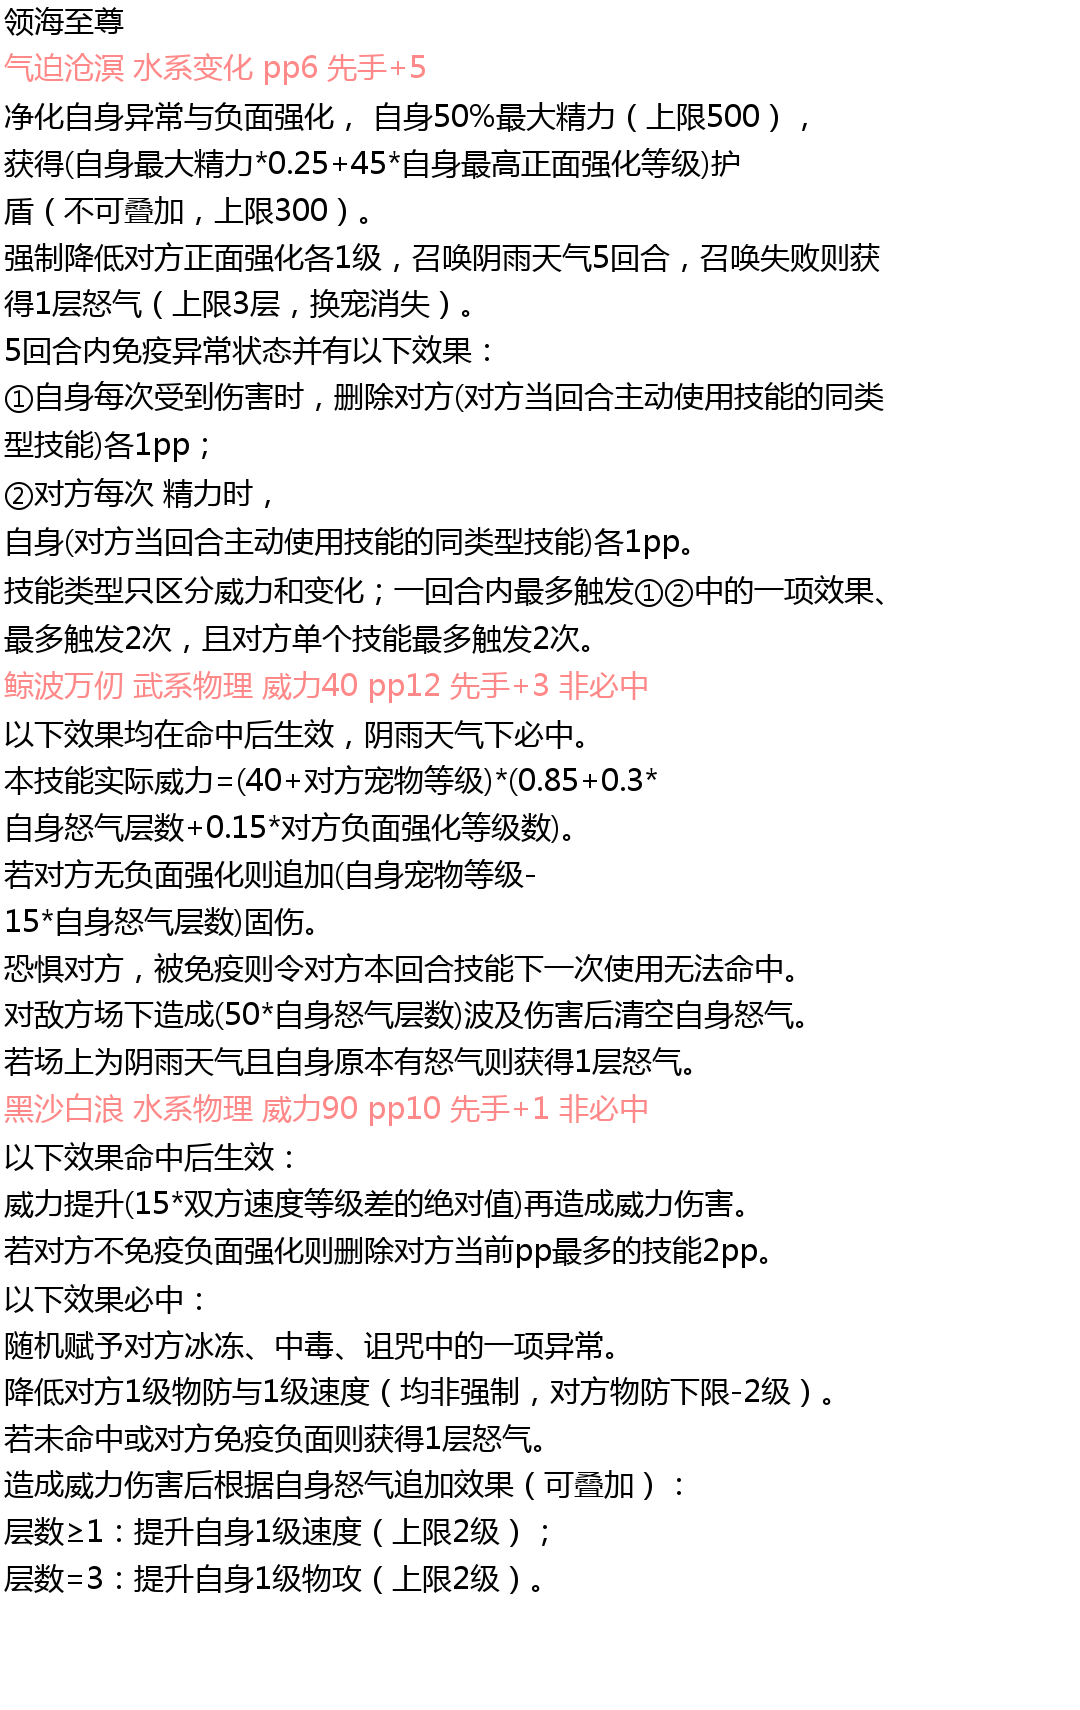 领海至尊
气迫沧溟 水系变化 pp6 先手+5
净化自身异常与负面强化， 自身50%最大精力（上限500），
获得(自身最大精力*0.25+45*自身最高正面强化等级)护
盾（不可叠加，上限300）。
强制降低对方正面强化各1级，召唤阴雨天气5回合，召唤失败则获
得1层怒气（上限3层，换宠消失）。
5回合内免疫异常状态并有以下效果：
①自身每次受到伤害时，删除对方(对方当回合主动使用技能的同类
型技能)各1pp；
②对方每次 精力时，
自身(对方当回合主动使用技能的同类型技能)各1pp。
技能类型只区分威力和变化；一回合内最多触发①②中的一项效果、
最多触发2次，且对方单个技能最多触发2次。
鲸波万仞 武系物理 威力40 pp12 先手+3 非必中
以下效果均在命中后生效，阴雨天气下必中。
本技能实际威力=(40+对方宠物等级)*(0.85+0.3*
自身怒气层数+0.15*对方负面强化等级数)。
若对方无负面强化则追加(自身宠物等级-
15*自身怒气层数)固伤。
恐惧对方，被免疫则令对方本回合技能下一次使用无法命中。
对敌方场下造成(50*自身怒气层数)波及伤害后清空自身怒气。
若场上为阴雨天气且自身原本有怒气则获得1层怒气。
黑沙白浪 水系物理 威力90 pp10 先手+1 非必中
以下效果命中后生效：
威力提升(15*双方速度等级差的绝对值)再造成威力伤害。
若对方不免疫负面强化则删除对方当前pp最多的技能2pp。
以下效果必中：
随机赋予对方冰冻、中毒、诅咒中的一项异常。
降低对方1级物防与1级速度（均非强制，对方物防下限-2级）。
若未命中或对方免疫负面则获得1层怒气。
造成威力伤害后根据自身怒气追加效果（可叠加）：
层数≥1：提升自身1级速度（上限2级）；
层数=3：提升自身1级物攻（上限2级）。